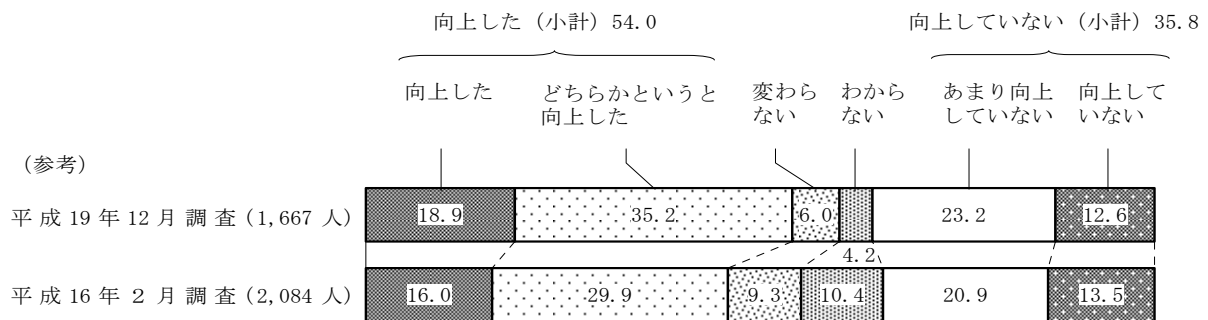 向上した（小計）54.0
向上していない（小計）35.8
向上した
どちらかというと
向上した
変わら
ない
わから
ない
あまり向上
していない
向上して
いない
（参考）
平成19年12月調査（1,667人）
18.9
35.2
6.0
23.2
12.6
4.2
平成16年２月調査（2,084人）
16.0
29.9
9.3
10.4
20.9
13.5